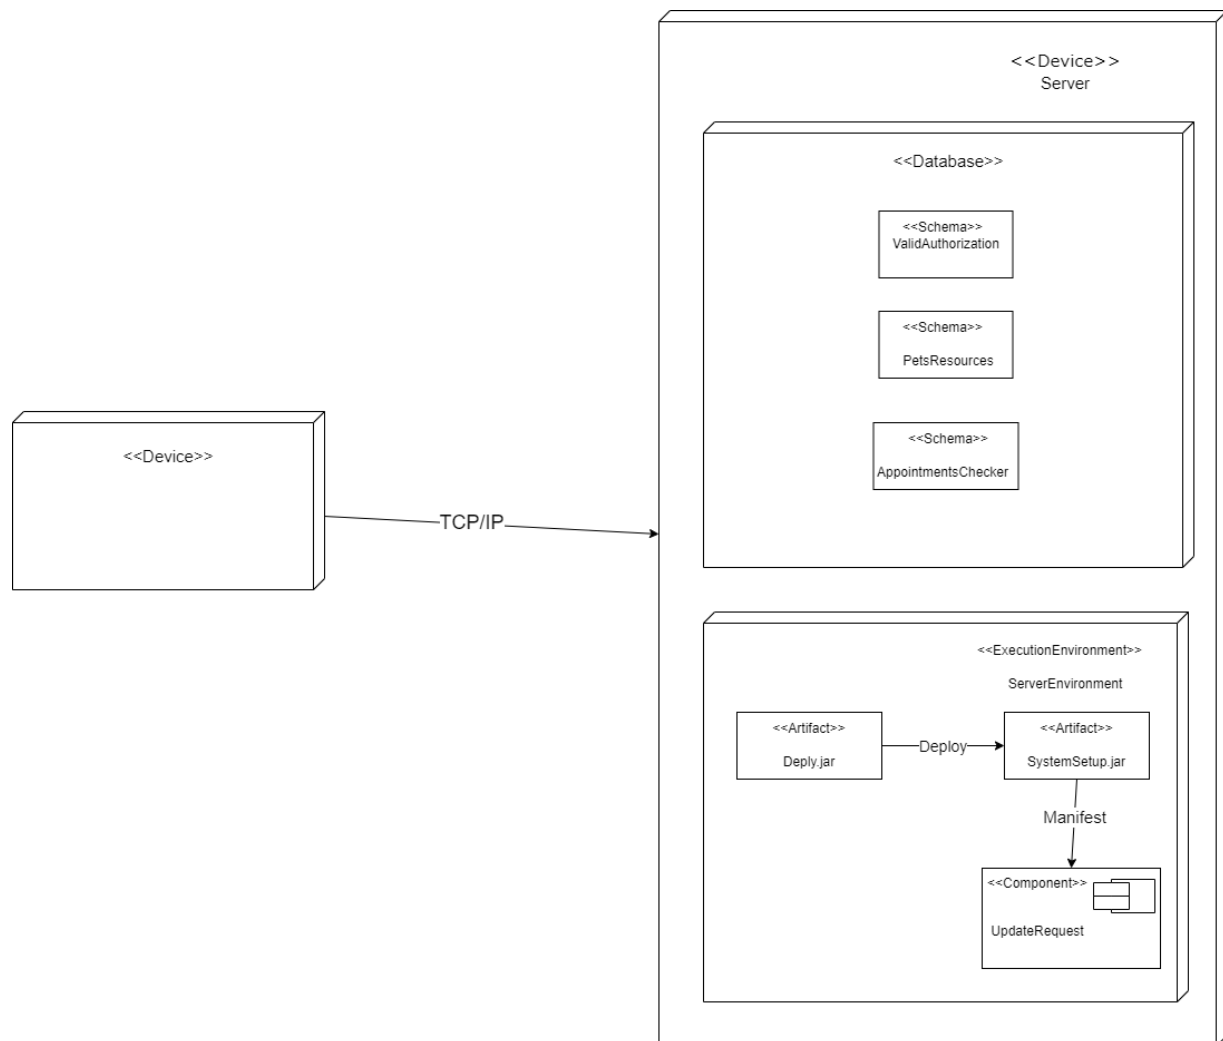 <<Device>>
Server
<<Database>>
<<Schema>>
ValidAuthorization
<<Schema>>
PetsResources
<<Schema>>
AppointmentsChecker
<<Device>>
TCP/IP
<<ExecutionEnvironment>>
ServerEnvironment
<<Artifact>>
Deply.jar
Deploy
<<Artifact>>
SystemSetup.jar
Manifest
<<Component>>
UpdateRequest